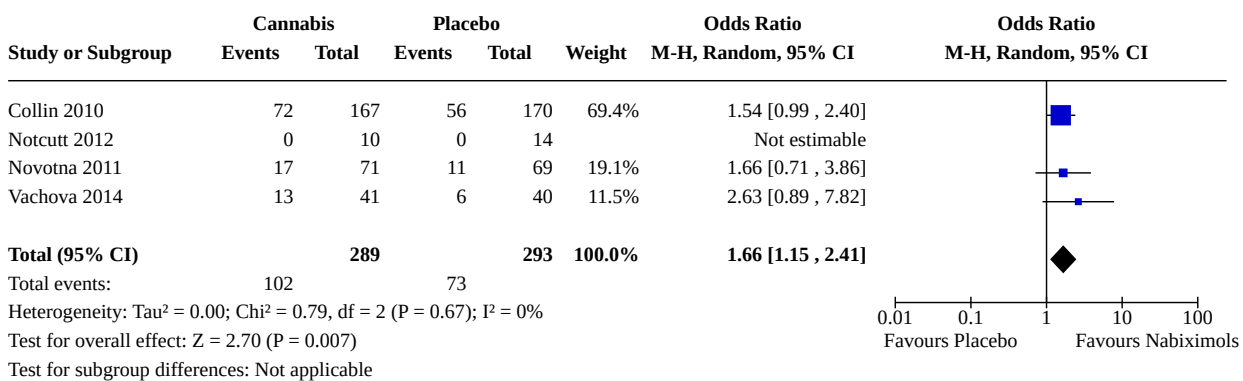 Cannabis Placebo Odds Ratio Odds Ratio
Study or Subgroup Events Total Events Total Weight M-H, Random, 95% CI M-H, Random, 95% CI
Collin 2010 72 167 56 170 69.4% 1.54 [0.99 , 2.40]
Notcutt 2012 0 10 0 14 Not estimable
Novotna 2011 17 71 11 69 19.1% 1.66 [0.71 , 3.86]
Vachova 2014 13 41 6 40 11.5% 2.63 [0.89 , 7.82]
Total (95% CI) 289 293 100.0% 1.66 [1.15 , 2.41]
Total events: 102 73
Heterogeneity: Tau² = 0.00; Chi² = 0.79, df = 2 (P = 0.67); I² = 0%
0.01 0.1 1 10 100
Test for overall effect: Z = 2.70 (P = 0.007)
Favours Placebo Favours Nabiximols
Test for subgroup differences: Not applicable